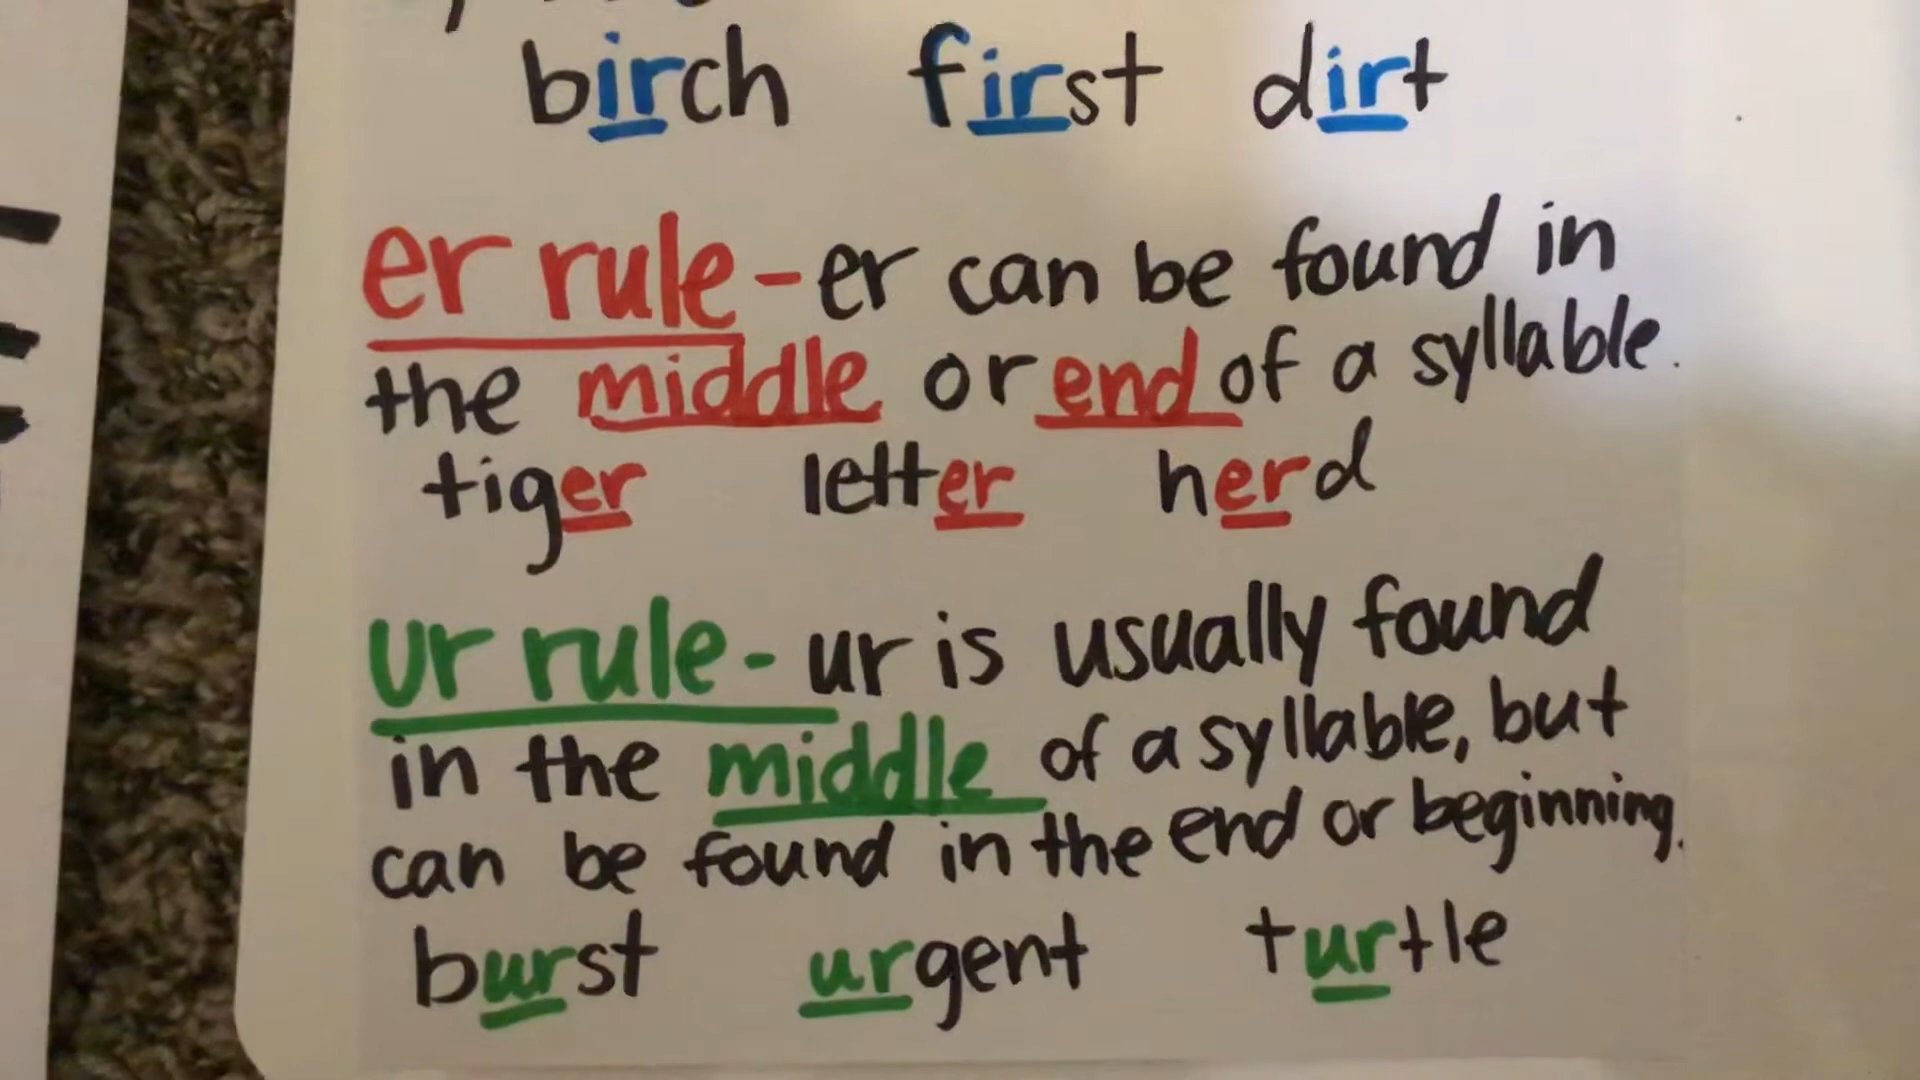 birch first dirt
er rule - er can be found in
the middle or end of a syllable.
tiger letter herd
ur rule - ur is usually found
in the middle of a syllable, but
can be found in the end or beginning.
burst urgent turtle